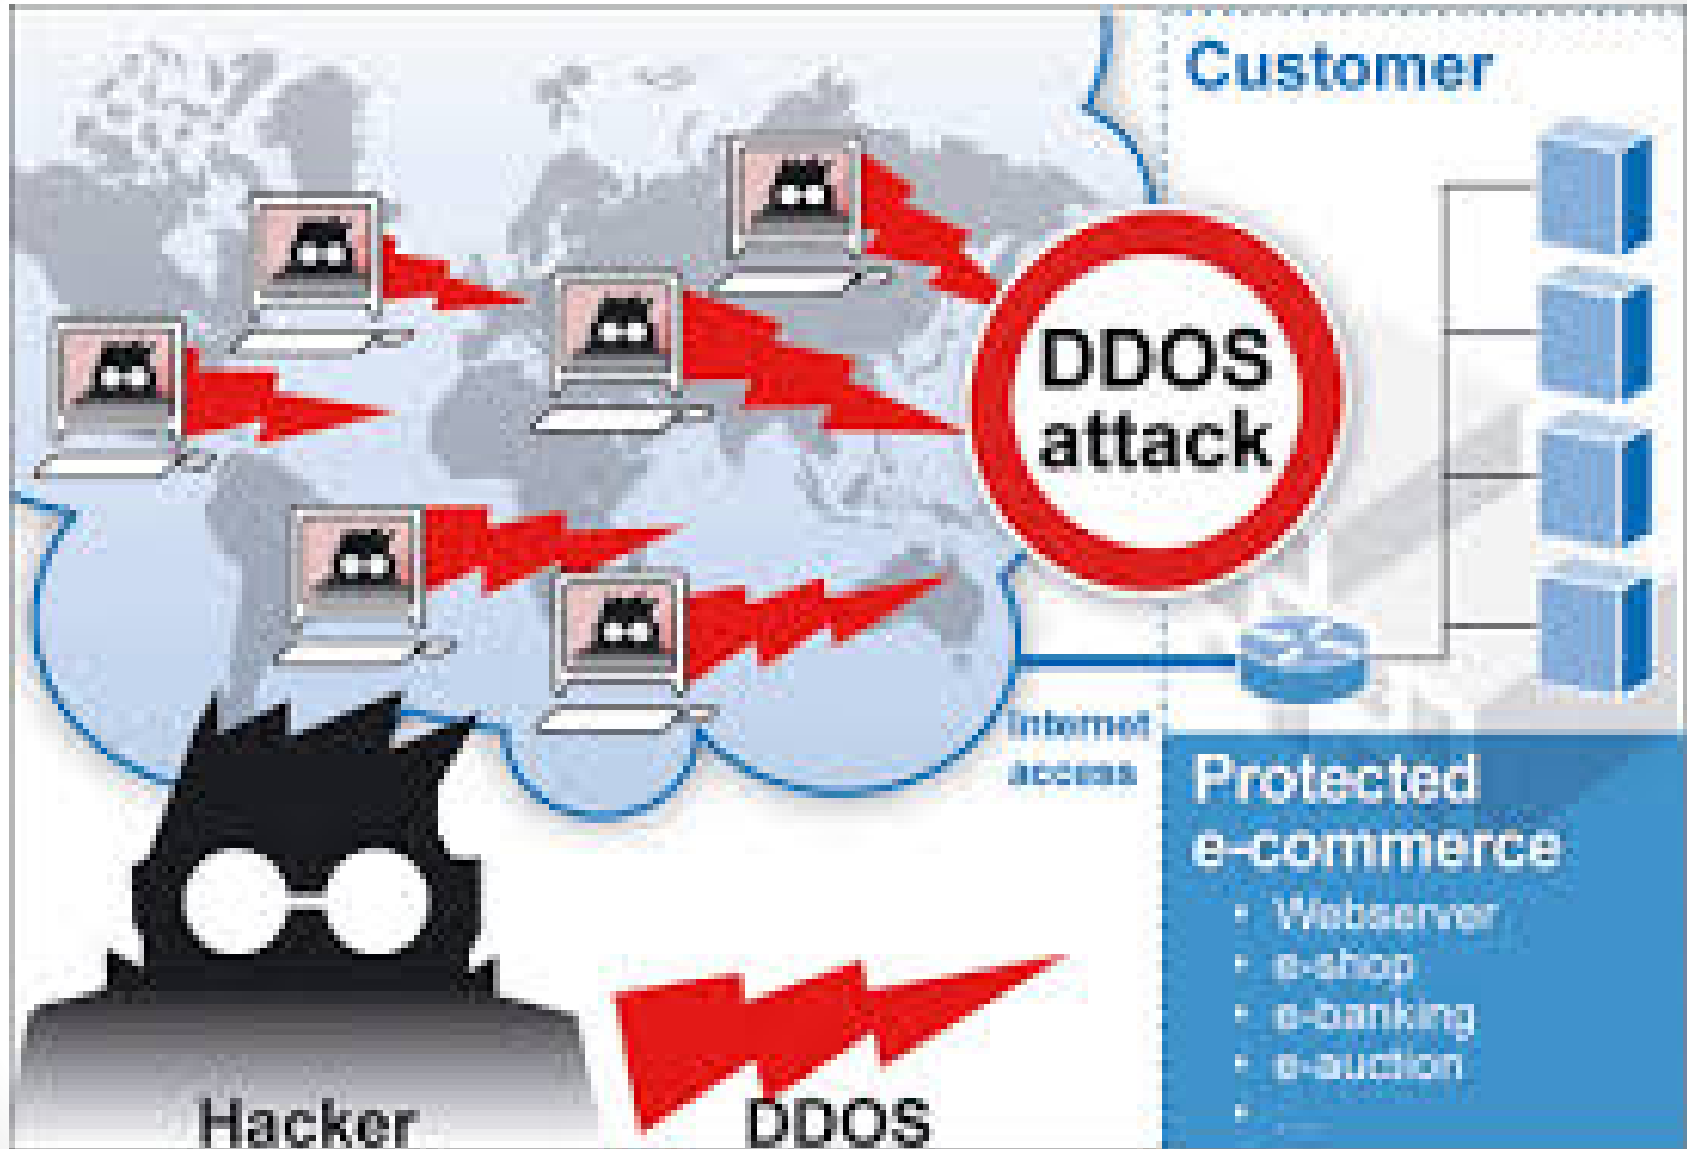 Customer
DDOS
attack
Internet
access
Protected
e-commerce
• Webserver
• e-shop
• e-banking
• e-auction
• ....
Hacker
DDOS